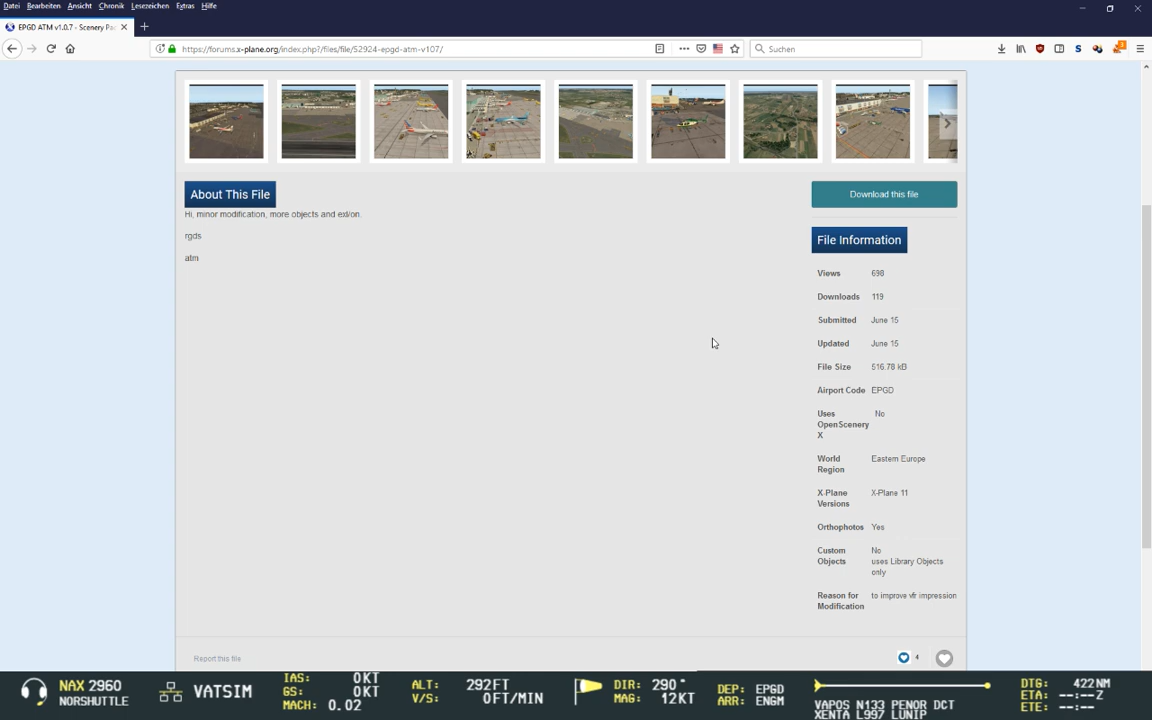 Datei Bearbeiten Ansicht Chronik Lesezeichen Extras Hilfe
EPGD ATM v1.0.7 - Scenery Pac
https://forums.x-plane.org/index.php?/files/file/52924-epgd-atm-v107/
Suchen
3
About This File
Download this file
Hi, minor modification, more objects and exl/on.
rgds
atm
File Information
Views 698
Downloads 119
Submitted June 15
Updated June 15
File Size 516.78 kB
Airport Code EPGD
Uses No
OpenScenery
X
World Eastern Europe
Region
X-Plane X-Plane 11
Versions
Orthophotos Yes
Custom No
Objects uses Library Objects
only
Reason for to improve vfr impression
Modification
Report this file
4
NAX 2960
NORSHUTTLE
VATSIM
IAS: 0KT
GS: 0KT
MACH: 0.02
ALT: 292FT
V/S: 0FT/MIN
DIR: 290°
MAG: 12KT
DEP: EPGD
ARR: ENGM
VAPOS N133 PENOR DCT
XENTA L997 LUNIP
DTG: 422NM
ETA: --:--Z
ETE: --:--